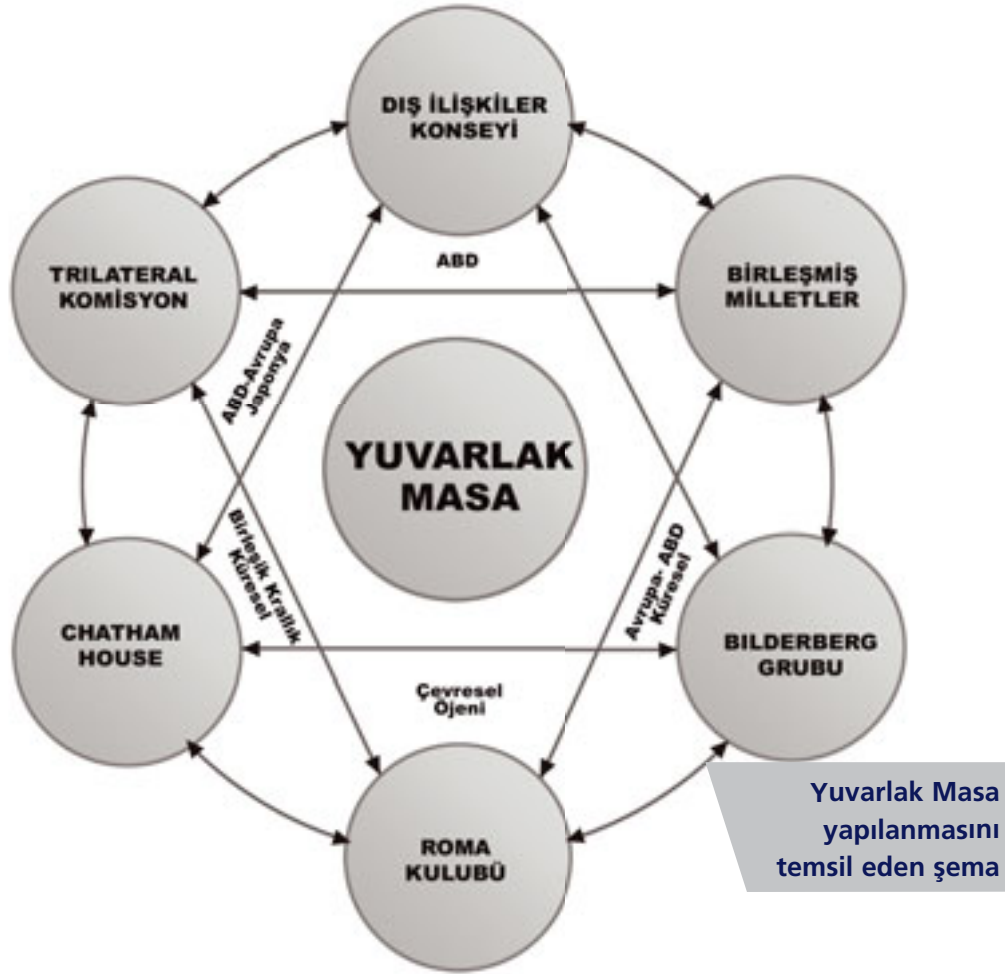 DIŞ İLİŞKİLER
KONSEYİ
TRILATERAL
KOMİSYON
ABD
BİRLEŞMİŞ
MİLLETLER
ABD-Avrupa
Japonya
YUVARLAK
MASA
Birleşik Krallık
Küresel
Avrupa- ABD
Küresel
CHATHAM
HOUSE
BILDERBERG
GRUBU
Çevresel
Öjeni
ROMA
KULUBÜ
Yuvarlak Masa
yapılanmasını
temsil eden şema